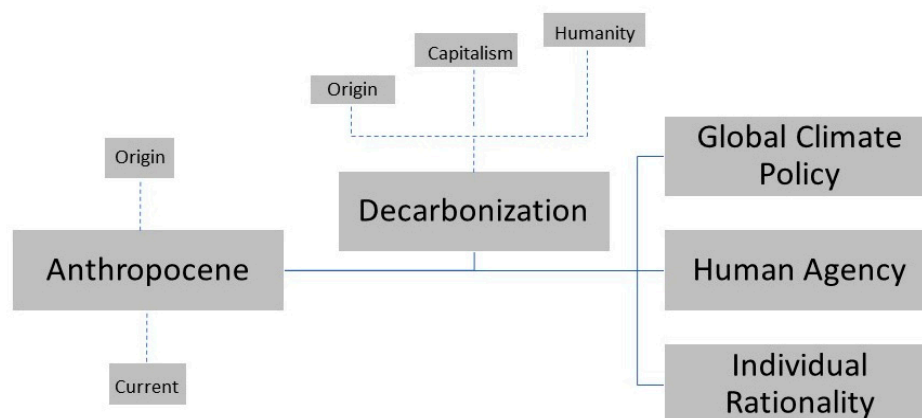 Humanity
Capitalism
Origin
Origin
Global Climate
Policy
Decarbonization
Anthropocene
Human Agency
Current
Individual
Rationality